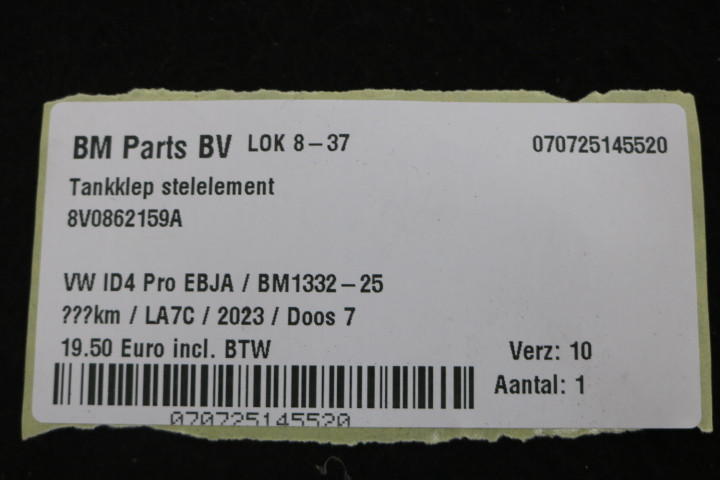 BM Parts BV LOK 8-37 070725145520
Tankklep stelelement
8V0862159A
VW ID4 Pro EBJA / BM1332-25
???km / LA7C / 2023 / Doos 7
19.50 Euro incl. BTW Verz: 10
Aantal: 1
070725145520